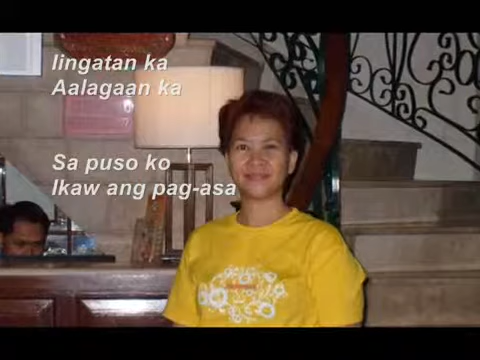 Iingatan ka
Aalagaan ka
Sa puso ko
Ikaw ang pag-asa